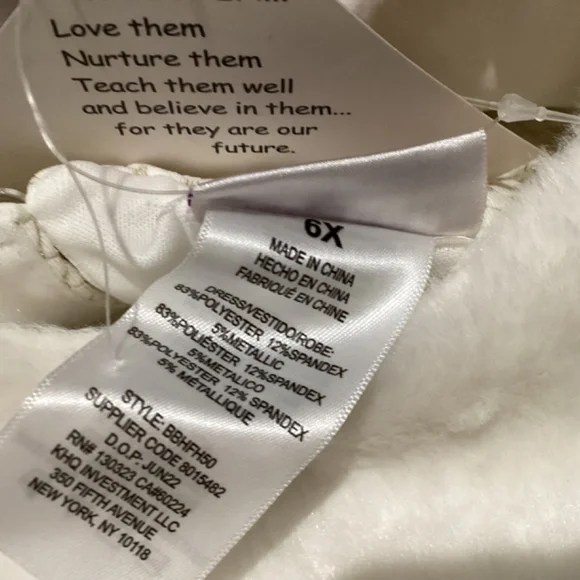 Love them
Nurture them
Teach them well
and believe in them...
for they are our
future.
6X
MADE IN CHINA
HECHO EN CHINA
FABRIQUÉ EN CHINE
DRESS/VESTIDO/ROBE:
83%POLYESTER 12%SPANDEX
5%METALLIC
83%POLIÉSTER 12%SPANDEX
5%METALICO
83%POLYESTER 12% SPANDEX
5% MÉTALLIQUE
STYLE: BBHFH50
SUPPLIER CODE 8015482
D.O.P: JUN22
RN# 130323 CA#60224
KHQ INVESTMENT LLC
350 FIFTH AVENUE
NEW YORK, NY 10118